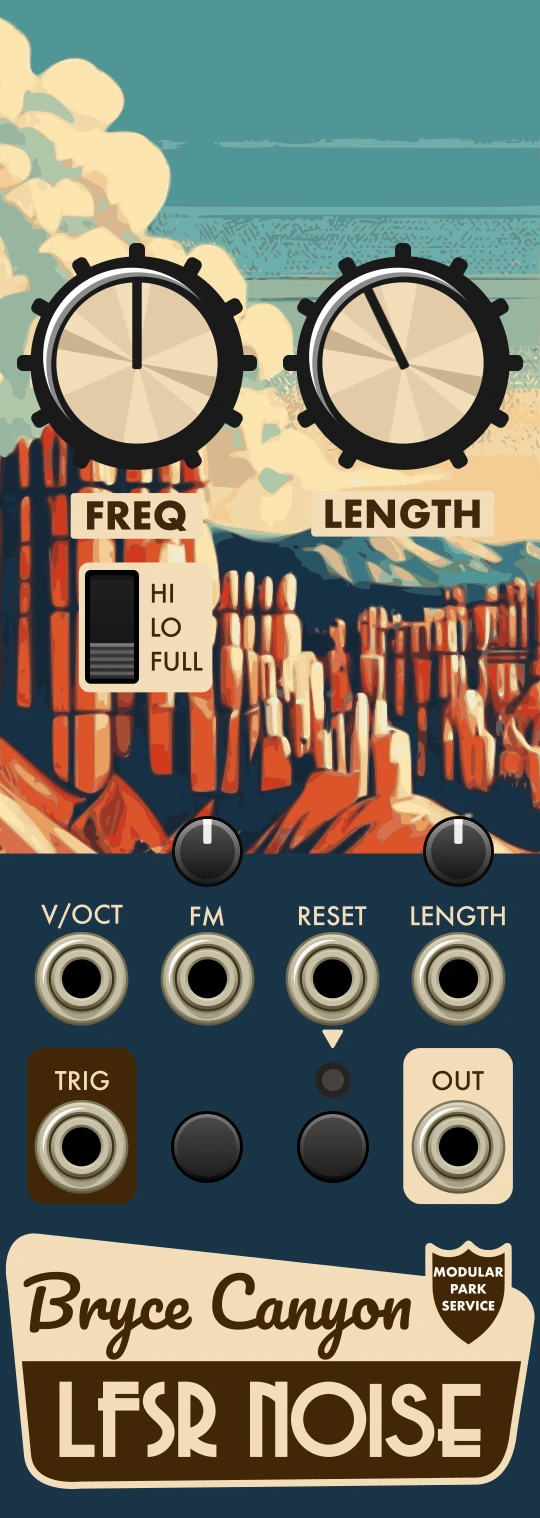 FREQ
LENGTH
HI
LO
FULL
V/OCT
FM
RESET
LENGTH
TRIG
OUT
MODULAR
PARK
SERVICE
Bryce Canyon
LFSR NOISE